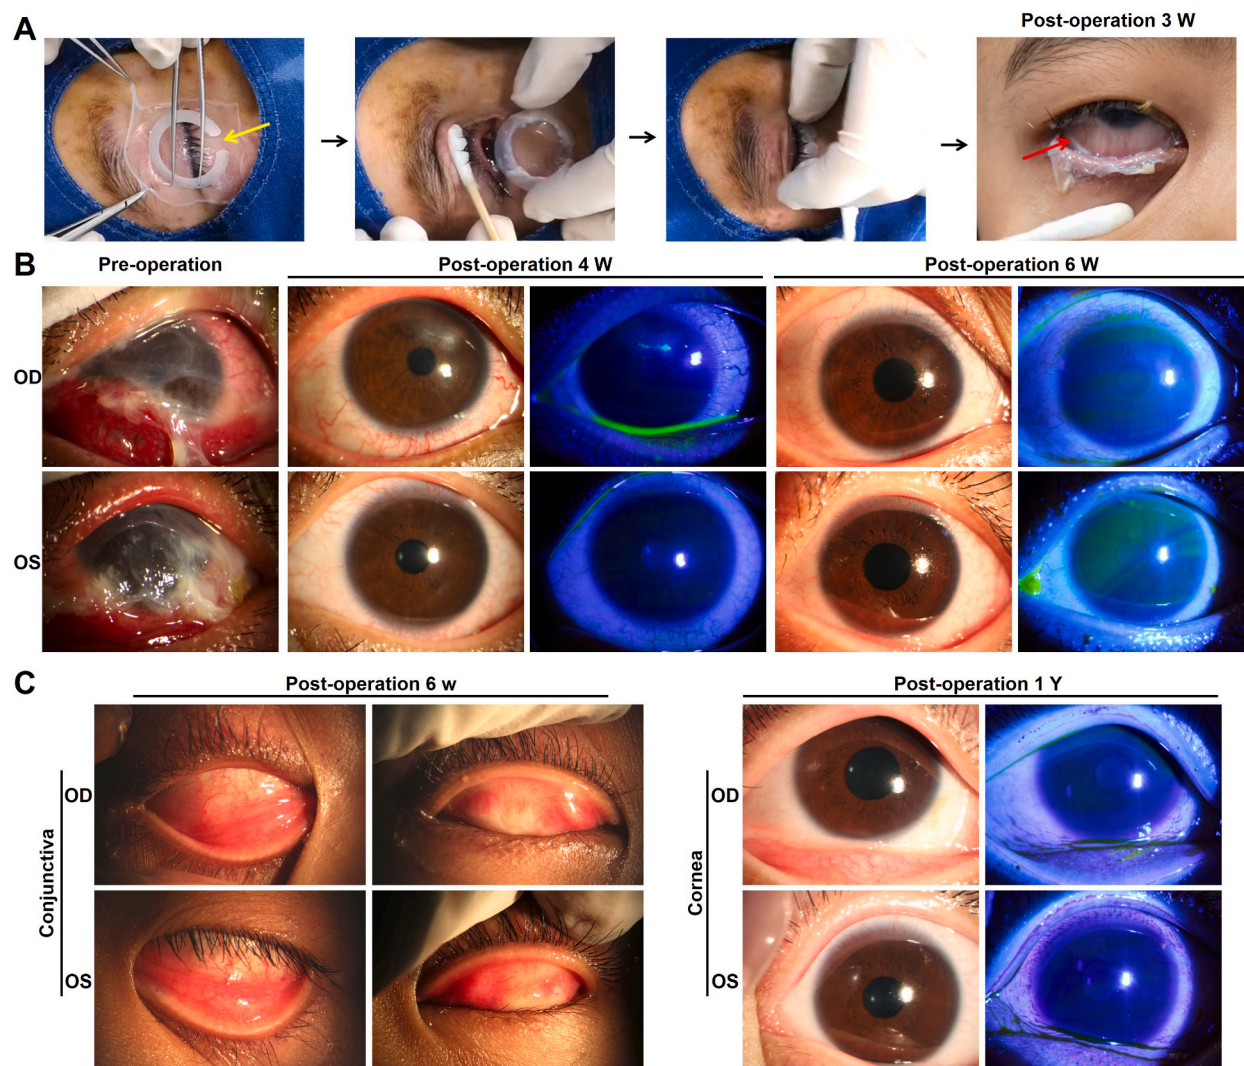 A
Post-operation 3 W
B
Pre-operation
Post-operation 4 W
Post-operation 6 W
OD
OS
C
Post-operation 6 w
Post-operation 1 Y
Conjunctiva
OD
OS
Cornea
OD
OS